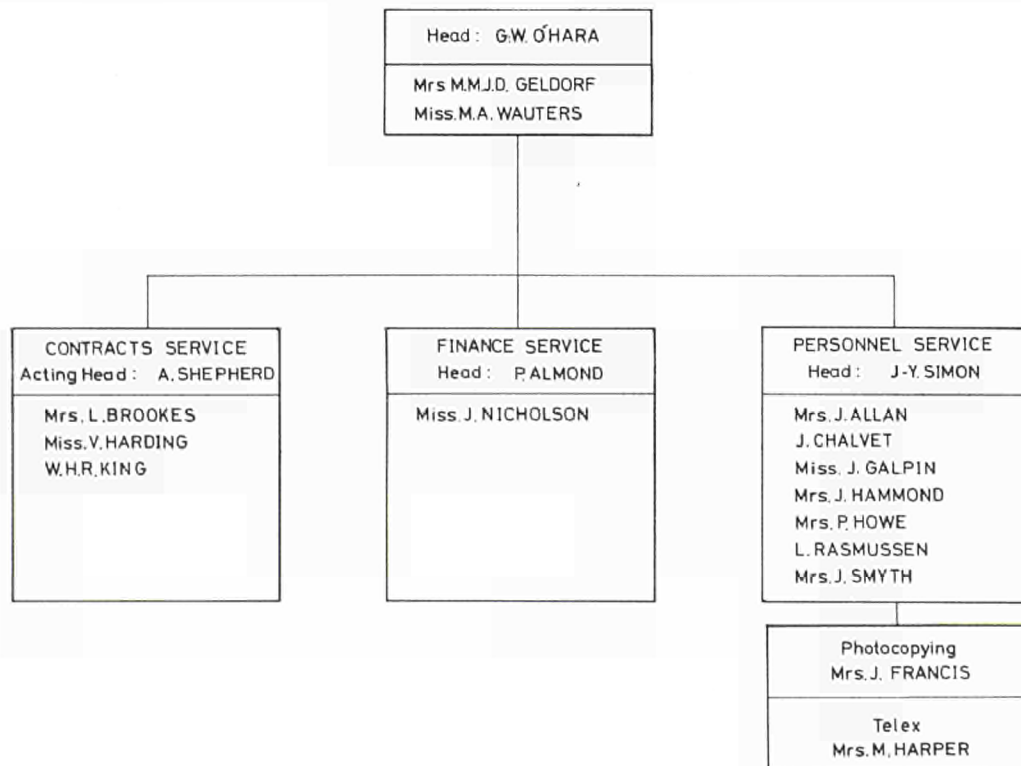 Head : G.W. O'HARA
Mrs M.M.J.D. GELDORF
Miss.M.A. WAUTERS
CONTRACTS SERVICE
Acting Head : A. SHEPHERD
Mrs. L. BROOKES
Miss. V. HARDING
W.H.R. KING
FINANCE SERVICE
Head : P. ALMOND
Miss. J. NICHOLSON
PERSONNEL SERVICE
Head : J-Y. SIMON
Mrs. J. ALLAN
J. CHALVET
Miss. J. GALPIN
Mrs. J. HAMMOND
Mrs. P. HOWE
L. RASMUSSEN
Mrs. J. SMYTH
Photocopying
Mrs. J. FRANCIS
Telex
Mrs. M. HARPER